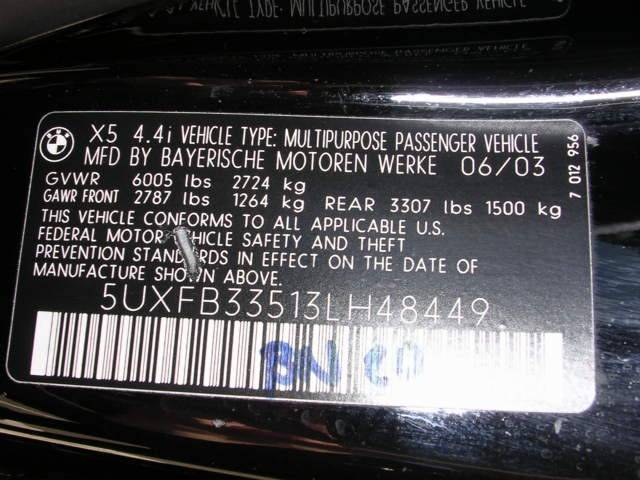 X5 4.4i VEHICLE TYPE: MULTIPURPOSE PASSENGER VEHICLE
MFD BY BAYERISCHE MOTOREN WERKE 06/03
GVWR 6005 lbs 2724 kg
GAWR FRONT 2787 lbs 1264 kg REAR 3307 lbs 1500 kg
THIS VEHICLE CONFORMS TO ALL APPLICABLE U.S.
FEDERAL MOTOR VEHICLE SAFETY AND THEFT
PREVENTION STANDARDS IN EFFECT ON THE DATE OF
MANUFACTURE SHOWN ABOVE.
5UXFB33513LH48449
7 012 956